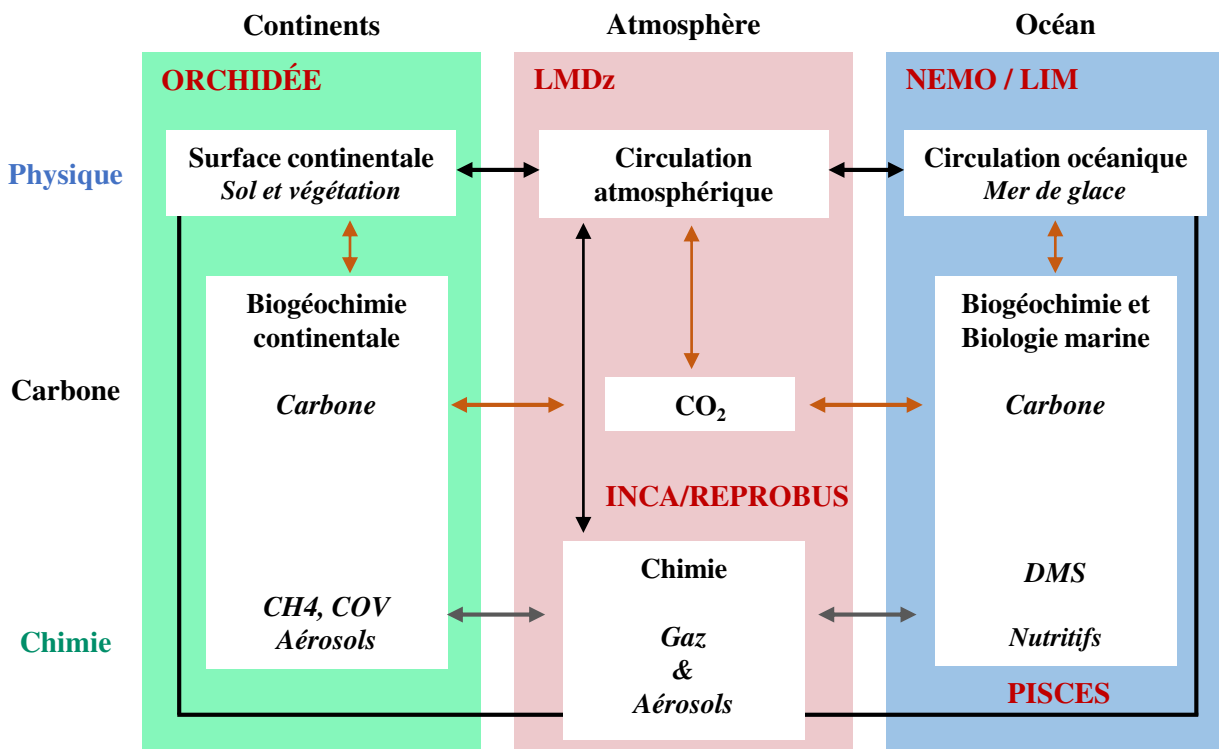 Continents
Atmosphère
Océan
ORCHIDÉE
LMDz
NEMO / LIM
Physique
Surface continentale
Sol et végétation
Circulation
atmosphérique
Circulation océanique
Mer de glace
Biogéochimie
continentale
Biogéochimie et
Biologie marine
Carbone
Carbone
CO₂
Carbone
INCA/REPROBUS
Chimie
DMS
CH4, COV
Aérosols
Chimie
Gaz
&
Aérosols
Nutritifs
PISCES